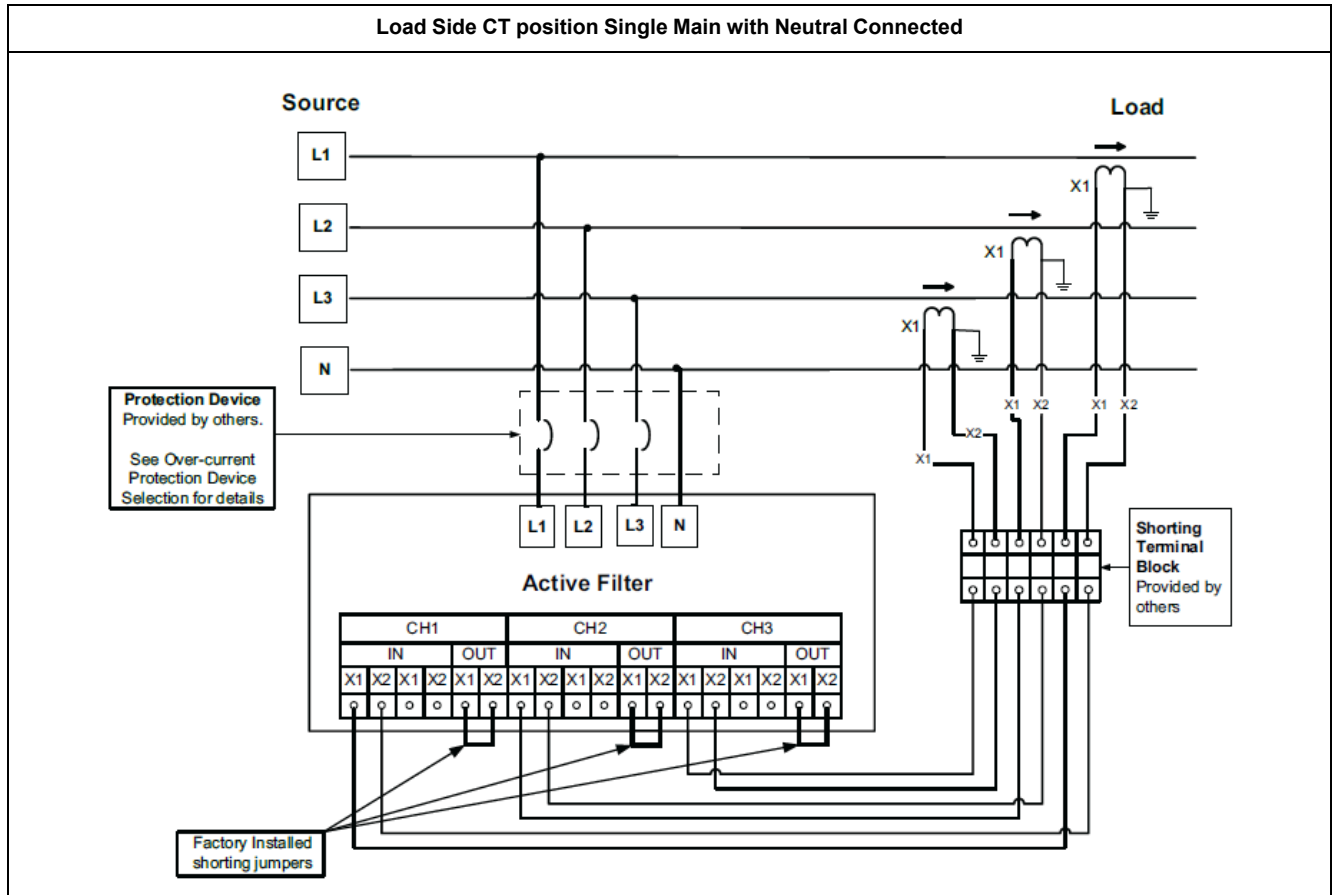 Load Side CT position Single Main with Neutral Connected
Source
Load
L1
X1
L2
X1
L3
X1
N
Protection Device
Provided by others.
See Over-current
Protection Device
Selection for details
X1 X2 X1 X2
X2
X1
L1 L2 L3 N
Shorting
Terminal
Block
Provided by
others
Active Filter
CH1 CH2 CH3
IN OUT IN OUT IN OUT
X1 X2 X1 X2 X1 X2 X1 X2 X1 X2 X1 X2 X1 X2 X1 X2 X1 X2
Factory Installed
shorting jumpers